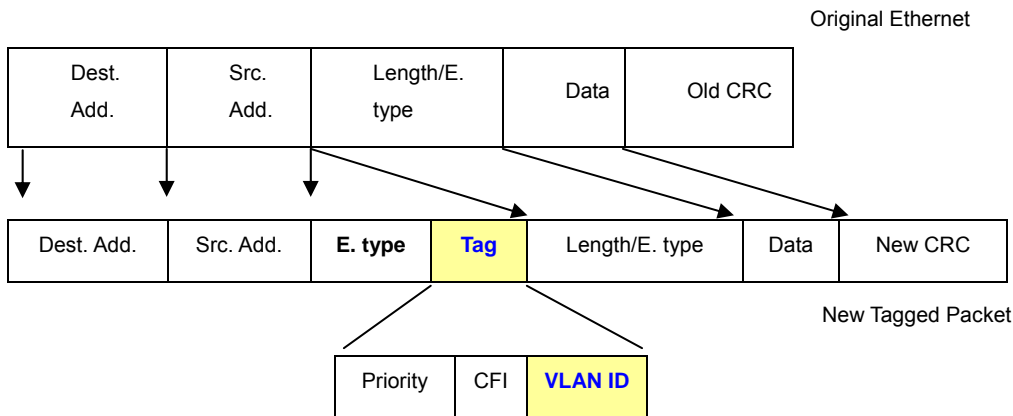 Original Ethernet
Dest.
Add.
Src.
Add.
Length/E.
type
Data
Old CRC
Dest. Add.
Src. Add.
E. type
Tag
Length/E. type
Data
New CRC
New Tagged Packet
Priority
CFI
VLAN ID